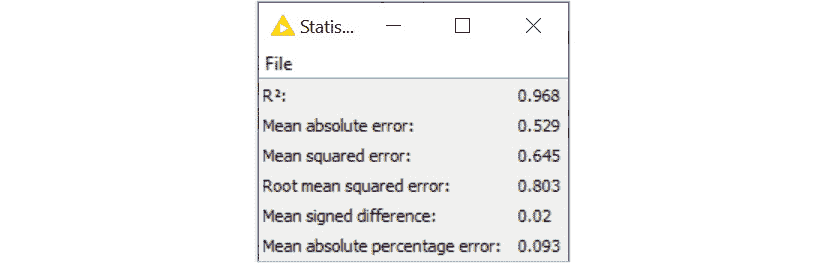 Statis...
File
R²: 0.968
Mean absolute error: 0.529
Mean squared error: 0.645
Root mean squared error: 0.803
Mean signed difference: 0.02
Mean absolute percentage error: 0.093